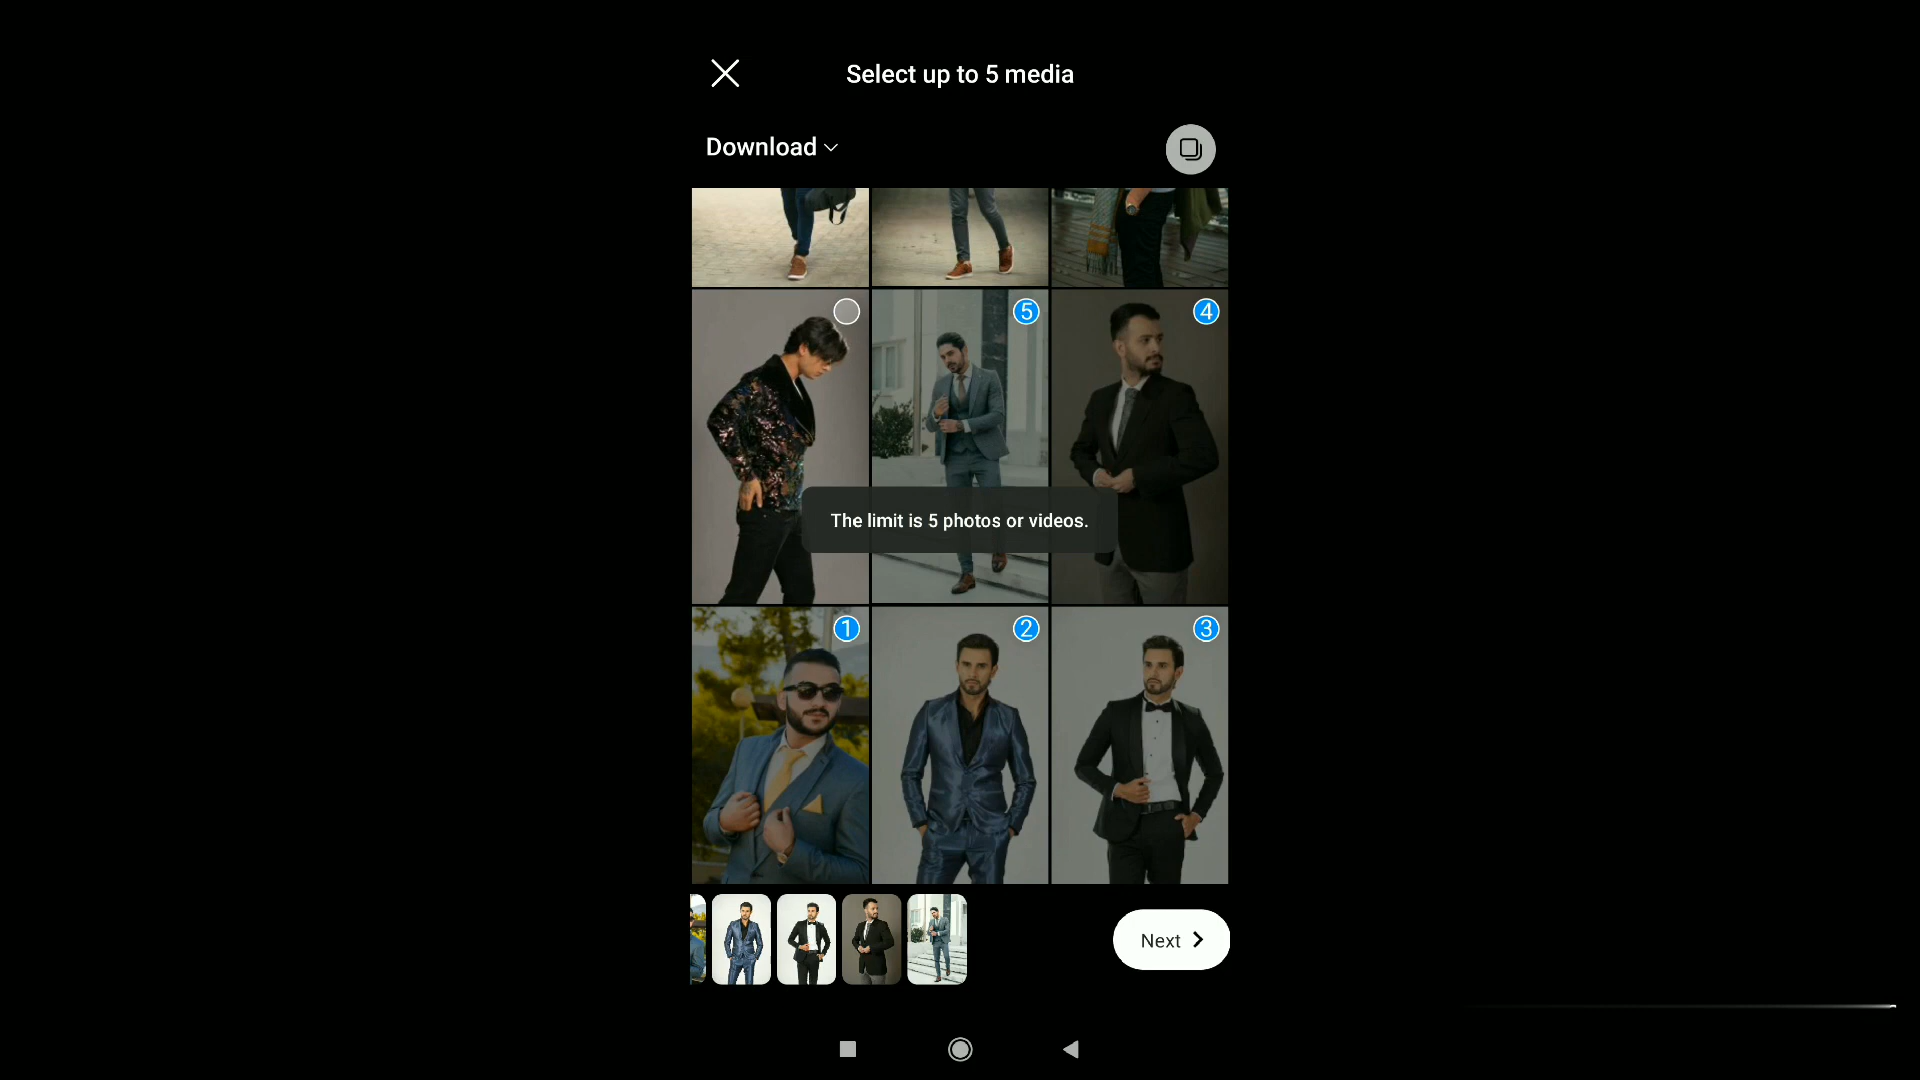 Select up to 5 media
Download
5
4
The limit is 5 photos or videos.
1
2
3
Next